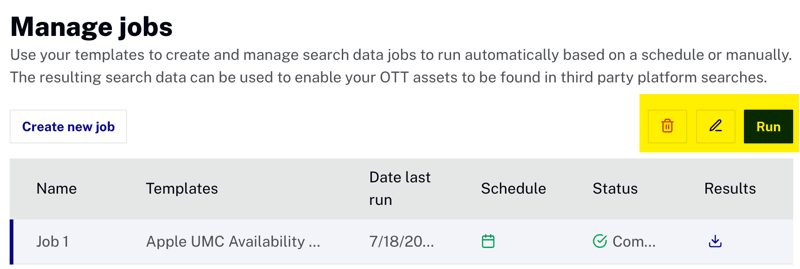 Manage jobs
Use your templates to create and manage search data jobs to run automatically based on a schedule or manually.
The resulting search data can be used to enable your OTT assets to be found in third party platform searches.
Create new job
Run
Name
Templates
Date last
run
Schedule
Status
Results
Job 1
Apple UMC Availability ...
7/18/20...
Com...